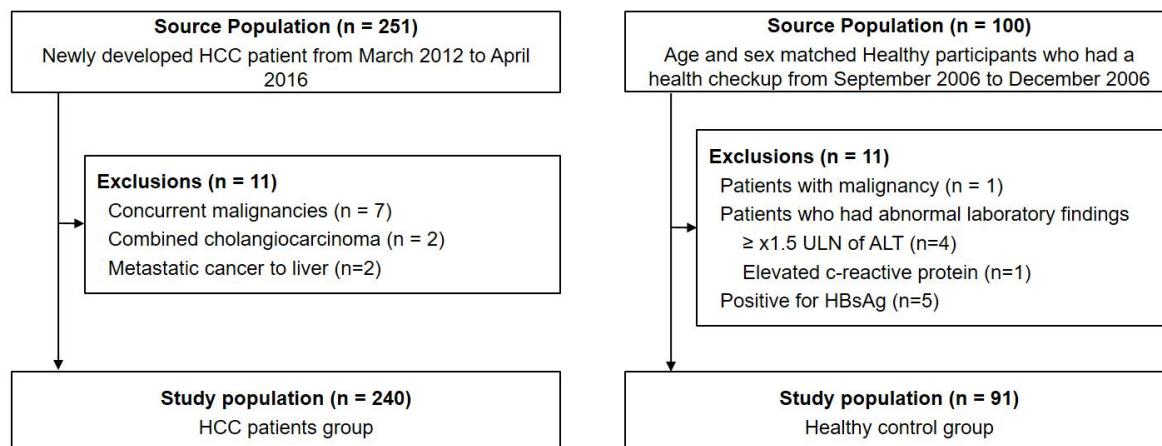 Source Population (n = 251)
Newly developed HCC patient from March 2012 to April
2016
Exclusions (n = 11)
Concurrent malignancies (n = 7)
Combined cholangiocarcinoma (n = 2)
Metastatic cancer to liver (n=2)
Study population (n = 240)
HCC patients group
Source Population (n = 100)
Age and sex matched Healthy participants who had a
health checkup from September 2006 to December 2006
Exclusions (n = 11)
Patients with malignancy (n = 1)
Patients who had abnormal laboratory findings
≥ x1.5 ULN of ALT (n=4)
Elevated c-reactive protein (n=1)
Positive for HBsAg (n=5)
Study population (n = 91)
Healthy control group